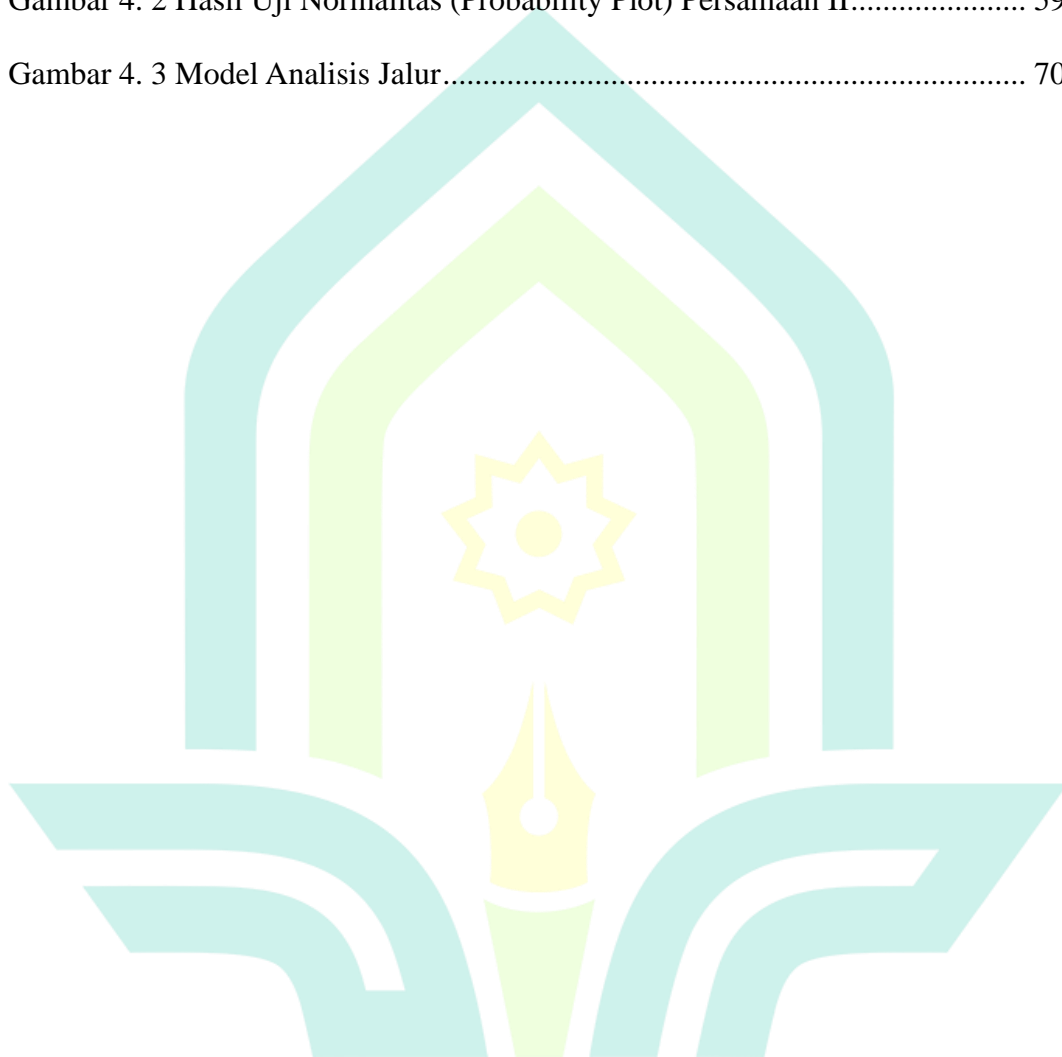 Gambar 4. 2 Hasil Uji Normalitas (Probability Plot) Persamaan II..................... 59
Gambar 4. 3 Model Analisis Jalur......................................................................... 70